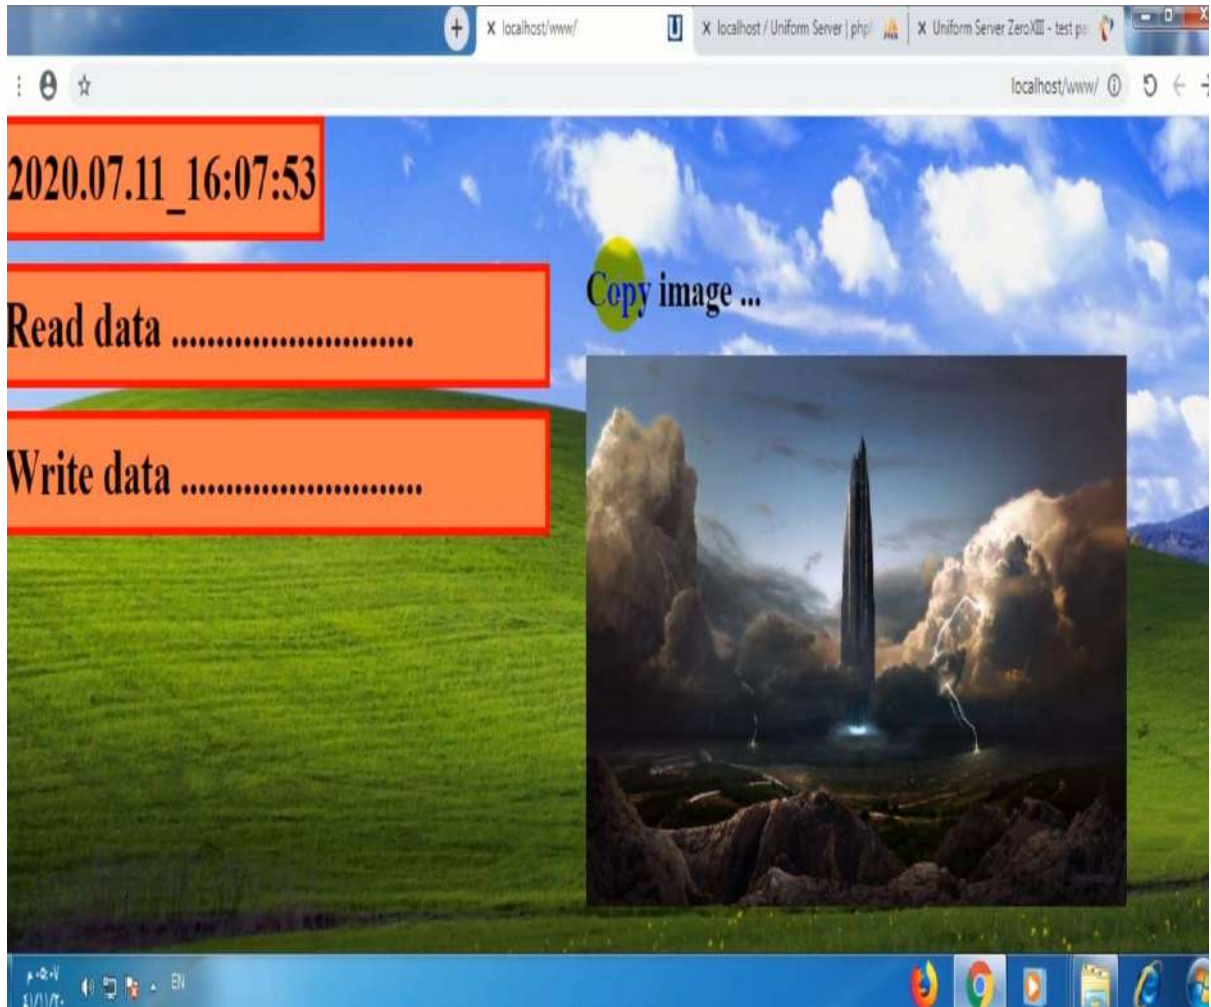 localhost/www/
localhost / Uniform Server | php
Uniform Server ZeroXIII - test pa
localhost/www/
2020.07.11_16:07:53
Read data ...........................
Write data ...........................
Copy image ...
EN